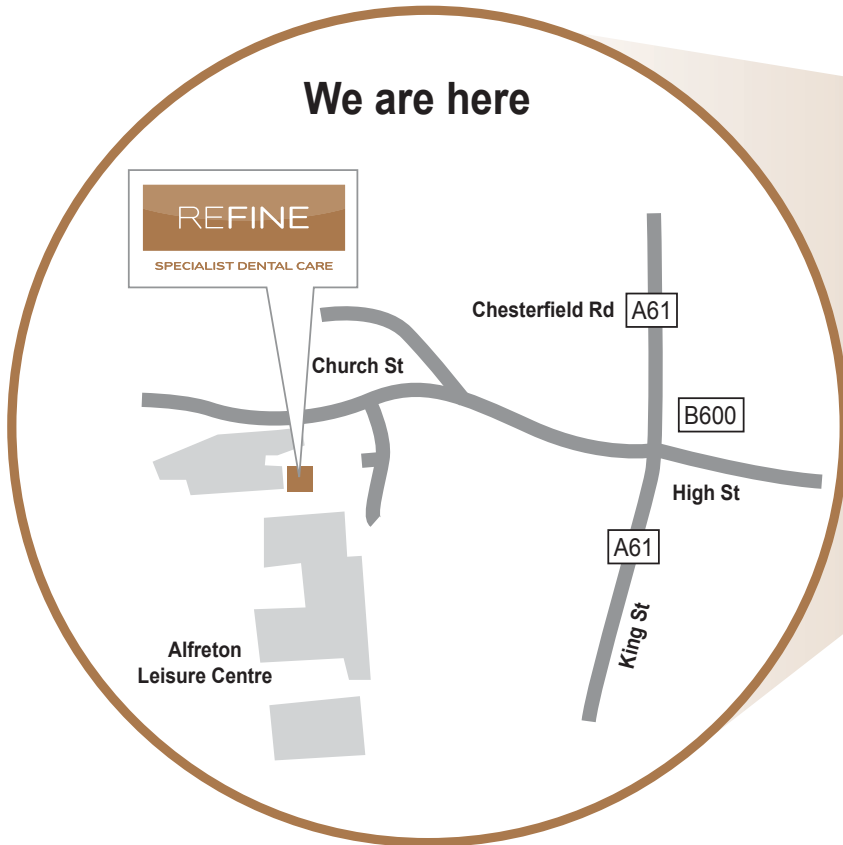 We are here
REFINE
SPECIALIST DENTAL CARE
Chesterfield Rd
A61
Church St
B600
High St
A61
King St
Alfreton
Leisure Centre